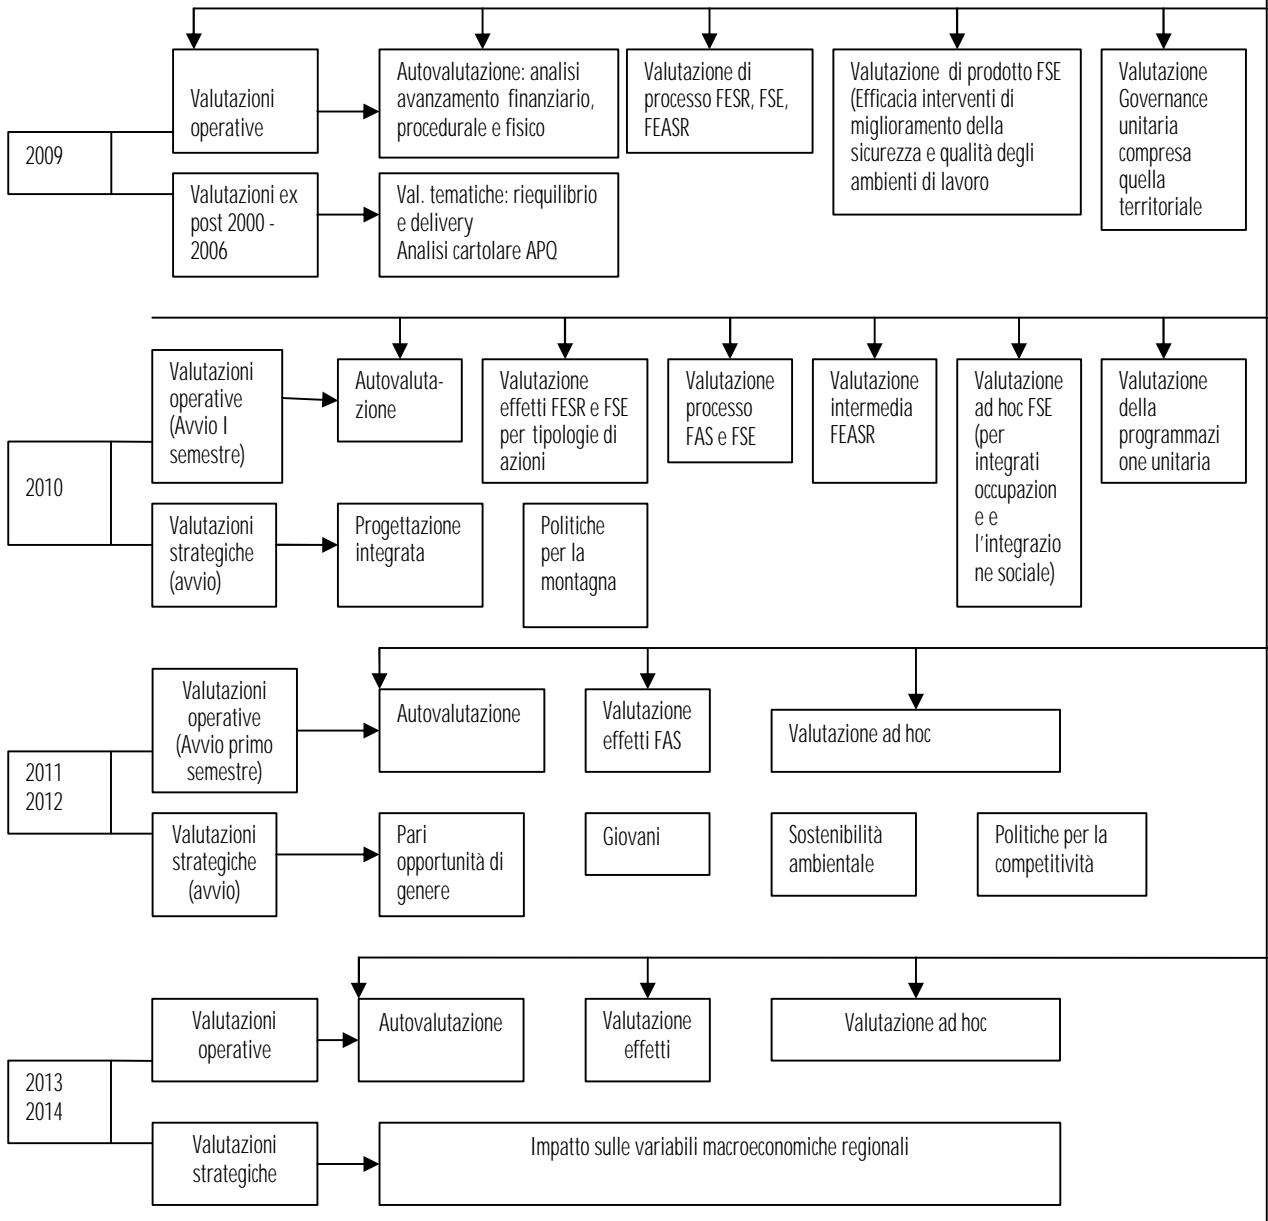 2009
Valutazioni
operative
Autovalutazione: analisi
avanzamento finanziario,
procedurale e fisico
Valutazione di
processo FESR, FSE,
FEASR
Valutazione di prodotto FSE
(Efficacia interventi di
miglioramento della
sicurezza e qualità degli
ambienti di lavoro
Valutazione
Governance
unitaria
compresa
quella
territoriale
Valutazioni ex
post 2000 -
2006
Val. tematiche: riequilibrio
e delivery
Analisi cartolare APQ
2010
Valutazioni
operative
(Avvio I
semestre)
Autovaluta-
zione
Valutazione
effetti FESR e FSE
per tipologie di
azioni
Valutazione
processo
FAS e FSE
Valutazione
intermedia
FEASR
Valutazione
ad hoc FSE
(per
integrati
occupazion
e e
l'integrazio
ne sociale)
Valutazione
della
programmazi
one unitaria
Valutazioni
strategiche
(avvio)
Progettazione
integrata
Politiche
per la
montagna
2011
2012
Valutazioni
operative
(Avvio primo
semestre)
Autovalutazione
Valutazione
effetti FAS
Valutazione ad hoc
Valutazioni
strategiche
(avvio)
Pari
opportunità di
genere
Giovani
Sostenibilità
ambientale
Politiche per la
competitività
2013
2014
Valutazioni
operative
Autovalutazione
Valutazione
effetti
Valutazione ad hoc
Valutazioni
strategiche
Impatto sulle variabili macroeconomiche regionali